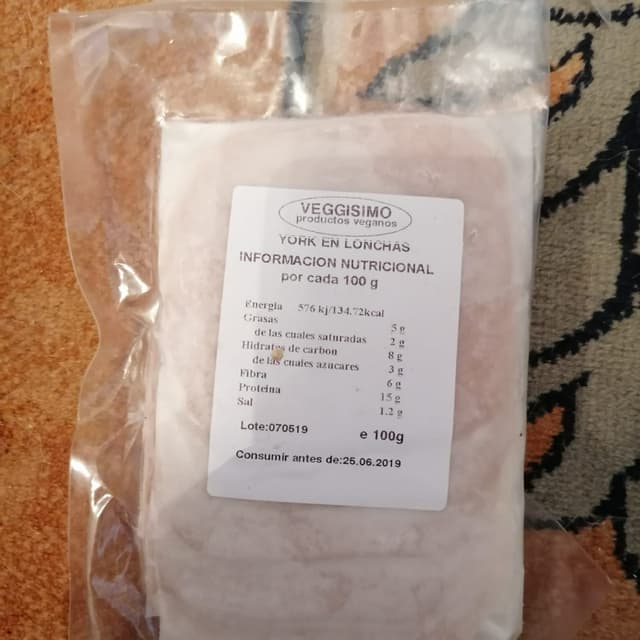 VEGGISIMO
productos veganos
YORK EN LONCHAS
INFORMACION NUTRICIONAL
por cada 100 g
Energia 576 kj/134.72kcal
Grasas 5 g
de las cuales saturadas 2 g
Hidratos de carbon 8 g
de las cuales azucares 3 g
Fibra 6 g
Proteina 15 g
Sal 1.2 g
Lote:070519 e 100g
Consumir antes de:25.06.2019